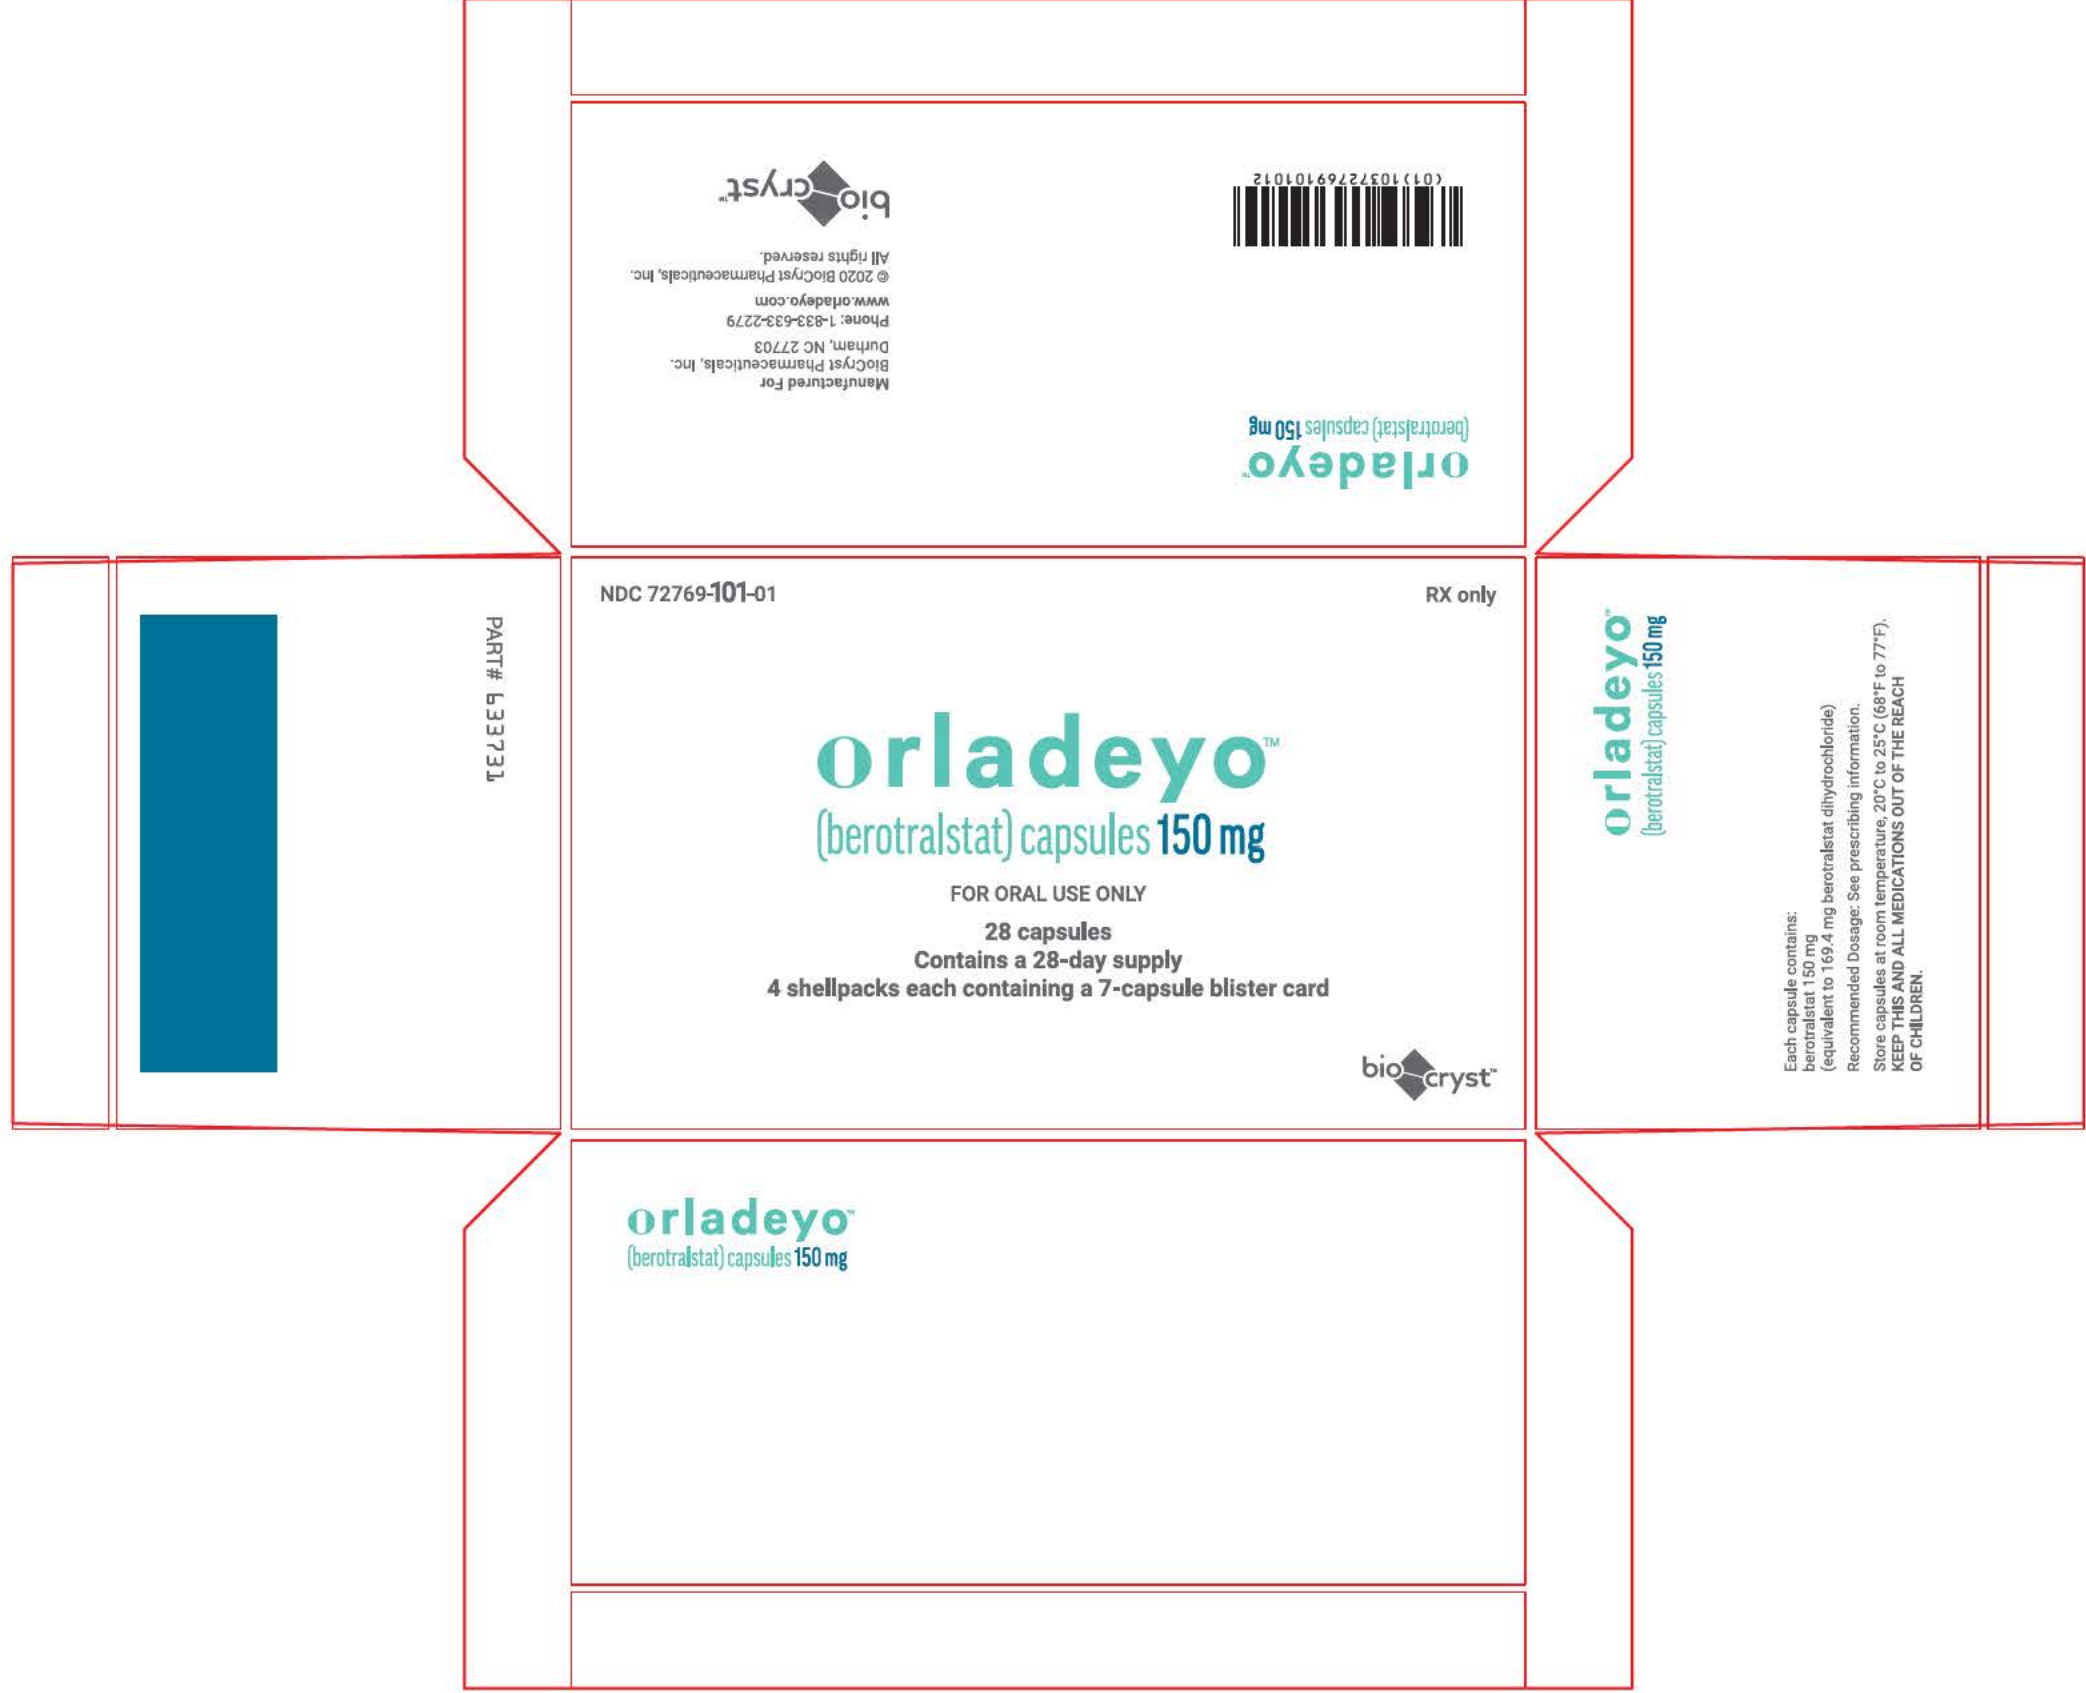 bio cryst™
All rights reserved.
© 2020 BioCryst Pharmaceuticals, Inc.
www.orladeyo.com
Phone: 1-833-633-2279
Durham, NC 27703
BioCryst Pharmaceuticals, Inc.
Manufactured For
(01)10372769101012
(berotralstat) capsules 150 mg
orladeyo™
PART# 633731
NDC 72769-101-01
RX only
orladeyo™
(berotralstat) capsules 150 mg
FOR ORAL USE ONLY
28 capsules
Contains a 28-day supply
4 shellpacks each containing a 7-capsule blister card
bio cryst™
orladeyo™
(berotralstat) capsules 150 mg
Each capsule contains:
berotralstat 150 mg
(equivalent to 169.4 mg berotralstat dihydrochloride)
Recommended Dosage: See prescribing information.
Store capsules at room temperature, 20°C to 25°C (68°F to 77°F).
KEEP THIS AND ALL MEDICATIONS OUT OF THE REACH
OF CHILDREN.
orladeyo™
(berotralstat) capsules 150 mg